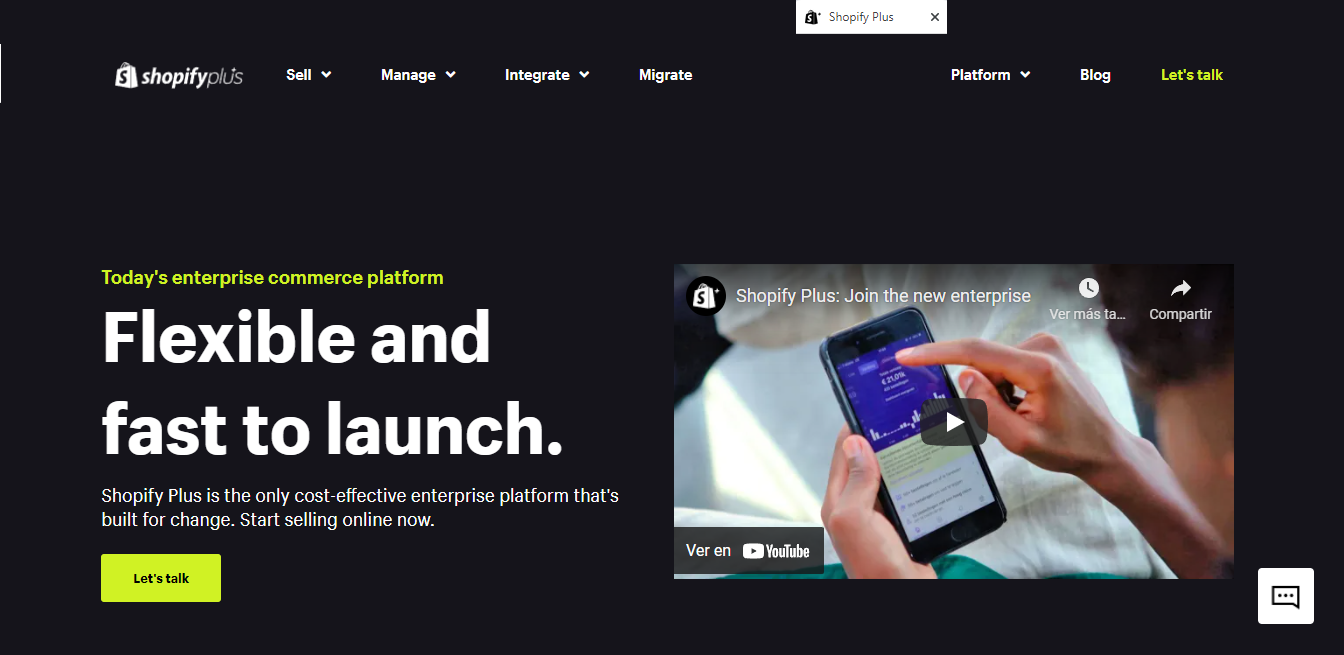 Shopify Plus
shopifyplus
Sell
Manage
Integrate
Migrate
Platform
Blog
Let's talk
Today's enterprise commerce platform
Flexible and
fast to launch.
Shopify Plus is the only cost-effective enterprise platform that's
built for change. Start selling online now.
Let's talk
Shopify Plus: Join the new enterprise
Ver más ta...
Compartir
€ 21,01k
Ver en YouTube